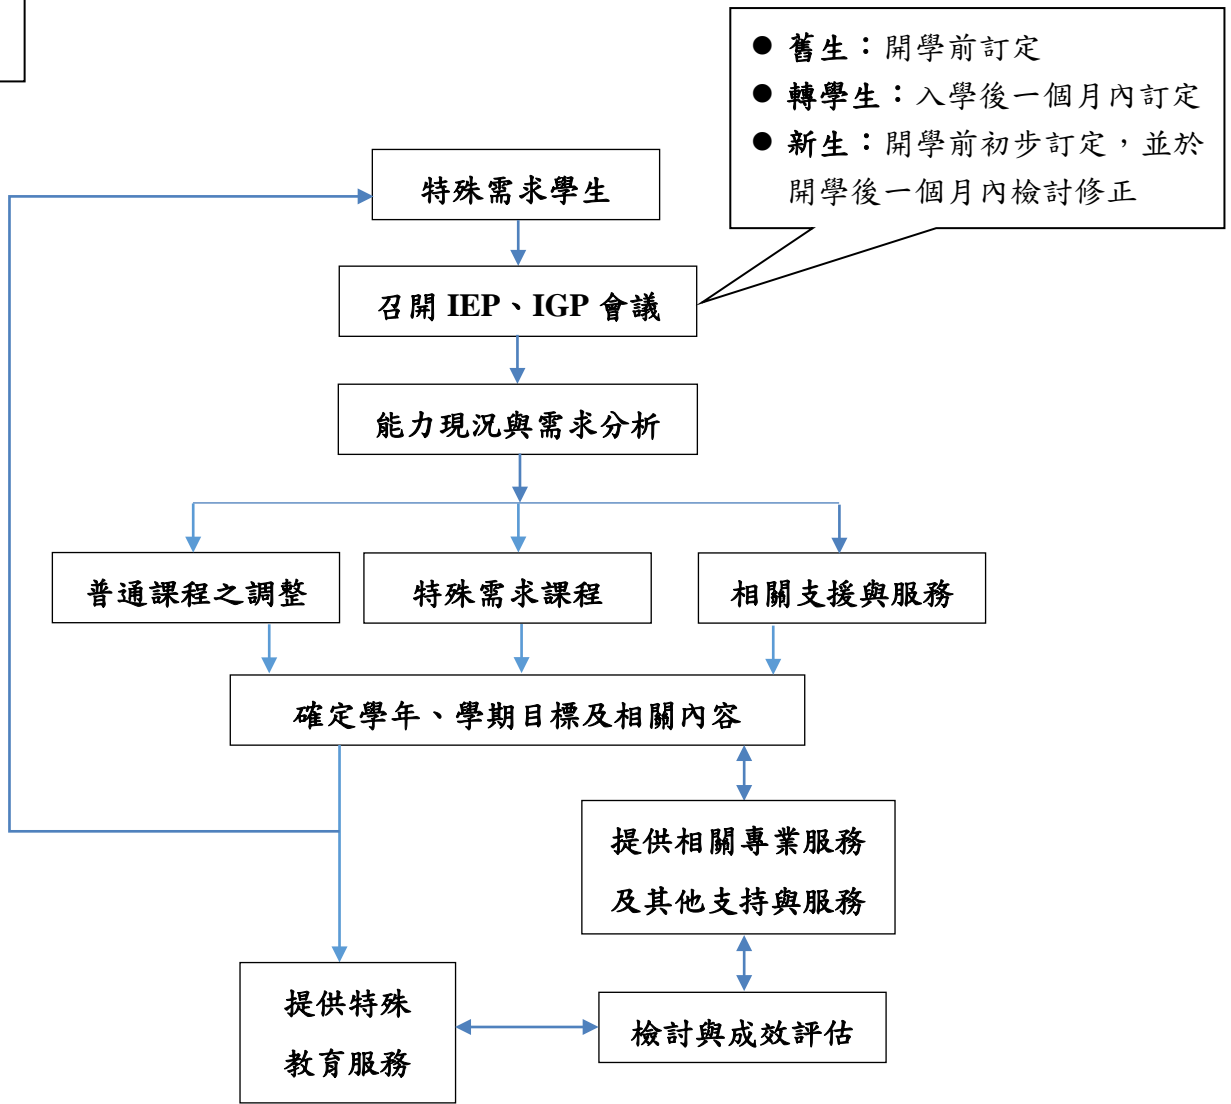 ● 舊生：開學前訂定
● 轉學生：入學後一個月內訂定
● 新生：開學前初步訂定，並於
開學後一個月內檢討修正
特殊需求學生
召開 IEP、IGP 會議
能力現況與需求分析
普通課程之調整
特殊需求課程
相關支援與服務
確定學年、學期目標及相關內容
提供相關專業服務
及其他支持與服務
提供特殊
教育服務
檢討與成效評估